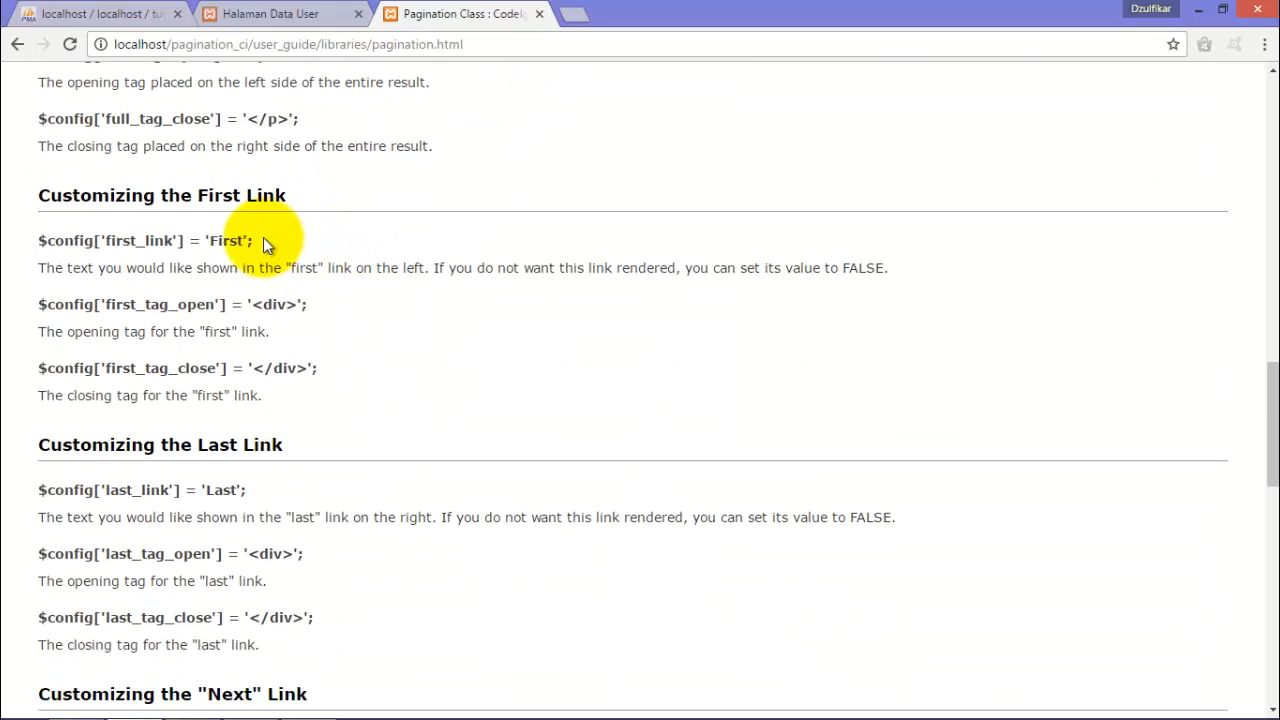 localhost / localhost / tu
Halaman Data User
Pagination Class : CodeI
Dzulfikar
localhost/pagination_ci/user_guide/libraries/pagination.html
The opening tag placed on the left side of the entire result.
$config['full_tag_close'] = '</p>';
The closing tag placed on the right side of the entire result.
Customizing the First Link
$config['first_link'] = 'First';
The text you would like shown in the "first" link on the left. If you do not want this link rendered, you can set its value to FALSE.
$config['first_tag_open'] = '<div>';
The opening tag for the "first" link.
$config['first_tag_close'] = '</div>';
The closing tag for the "first" link.
Customizing the Last Link
$config['last_link'] = 'Last';
The text you would like shown in the "last" link on the right. If you do not want this link rendered, you can set its value to FALSE.
$config['last_tag_open'] = '<div>';
The opening tag for the "last" link.
$config['last_tag_close'] = '</div>';
The closing tag for the "last" link.
Customizing the "Next" Link